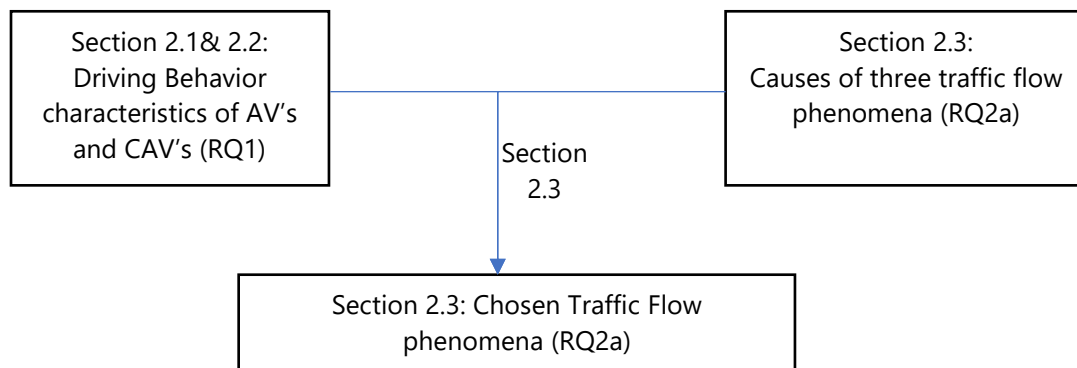 Section 2.1& 2.2:
Driving Behavior
characteristics of AV’s
and CAV’s (RQ1)
Section 2.3:
Causes of three traffic flow
phenomena (RQ2a)
Section
2.3
Section 2.3: Chosen Traffic Flow
phenomena (RQ2a)